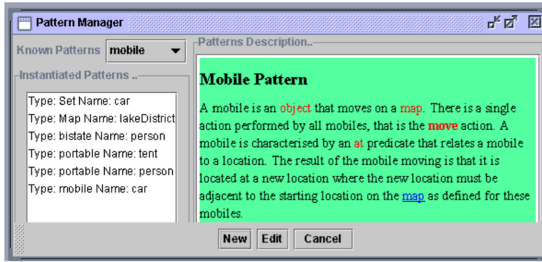 Pattern Manager
Known Patterns mobile
Instantiated Patterns ..
Type: Set Name: car
Type: Map Name: lakeDistrict
Type: bistate Name: person
Type: portable Name: tent
Type: portable Name: person
Type: mobile Name: car
Patterns Description..
Mobile Pattern
A mobile is an object that moves on a map. There is a single
action performed by all mobiles, that is the move action. A
mobile is characterised by an at predicate that relates a mobile
to a location. The result of the mobile moving is that it is
located at a new location where the new location must be
adjacent to the starting location on the map as defined for these
mobiles.
New Edit Cancel